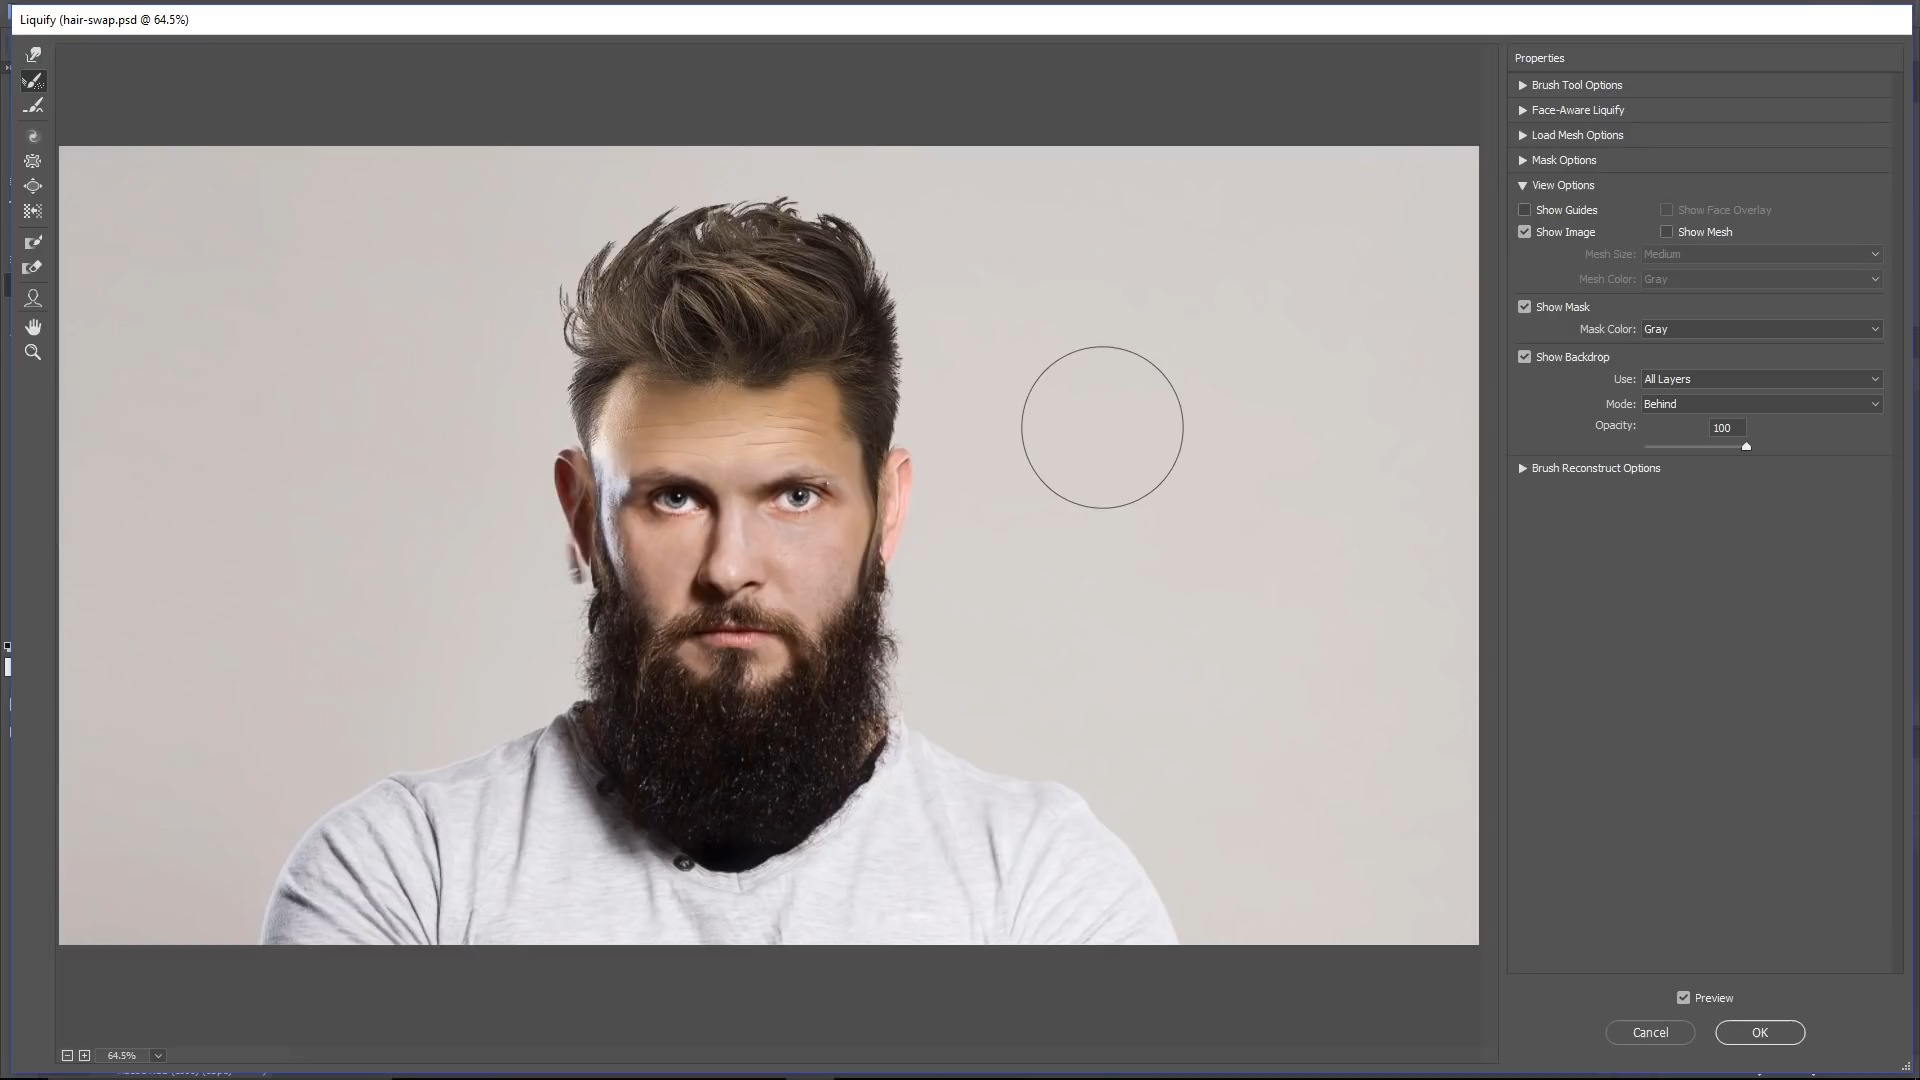 Liquify (hair-swap.psd @ 64.5%)
Properties
Brush Tool Options
Face-Aware Liquify
Load Mesh Options
Mask Options
View Options
Show Guides Show Face Overlay
Show Image Show Mesh
Mesh Size: Medium
Mesh Color: Gray
Show Mask
Mask Color: Gray
Show Backdrop
Use: All Layers
Mode: Behind
Opacity: 100
Brush Reconstruct Options
Preview
Cancel OK
64.5%